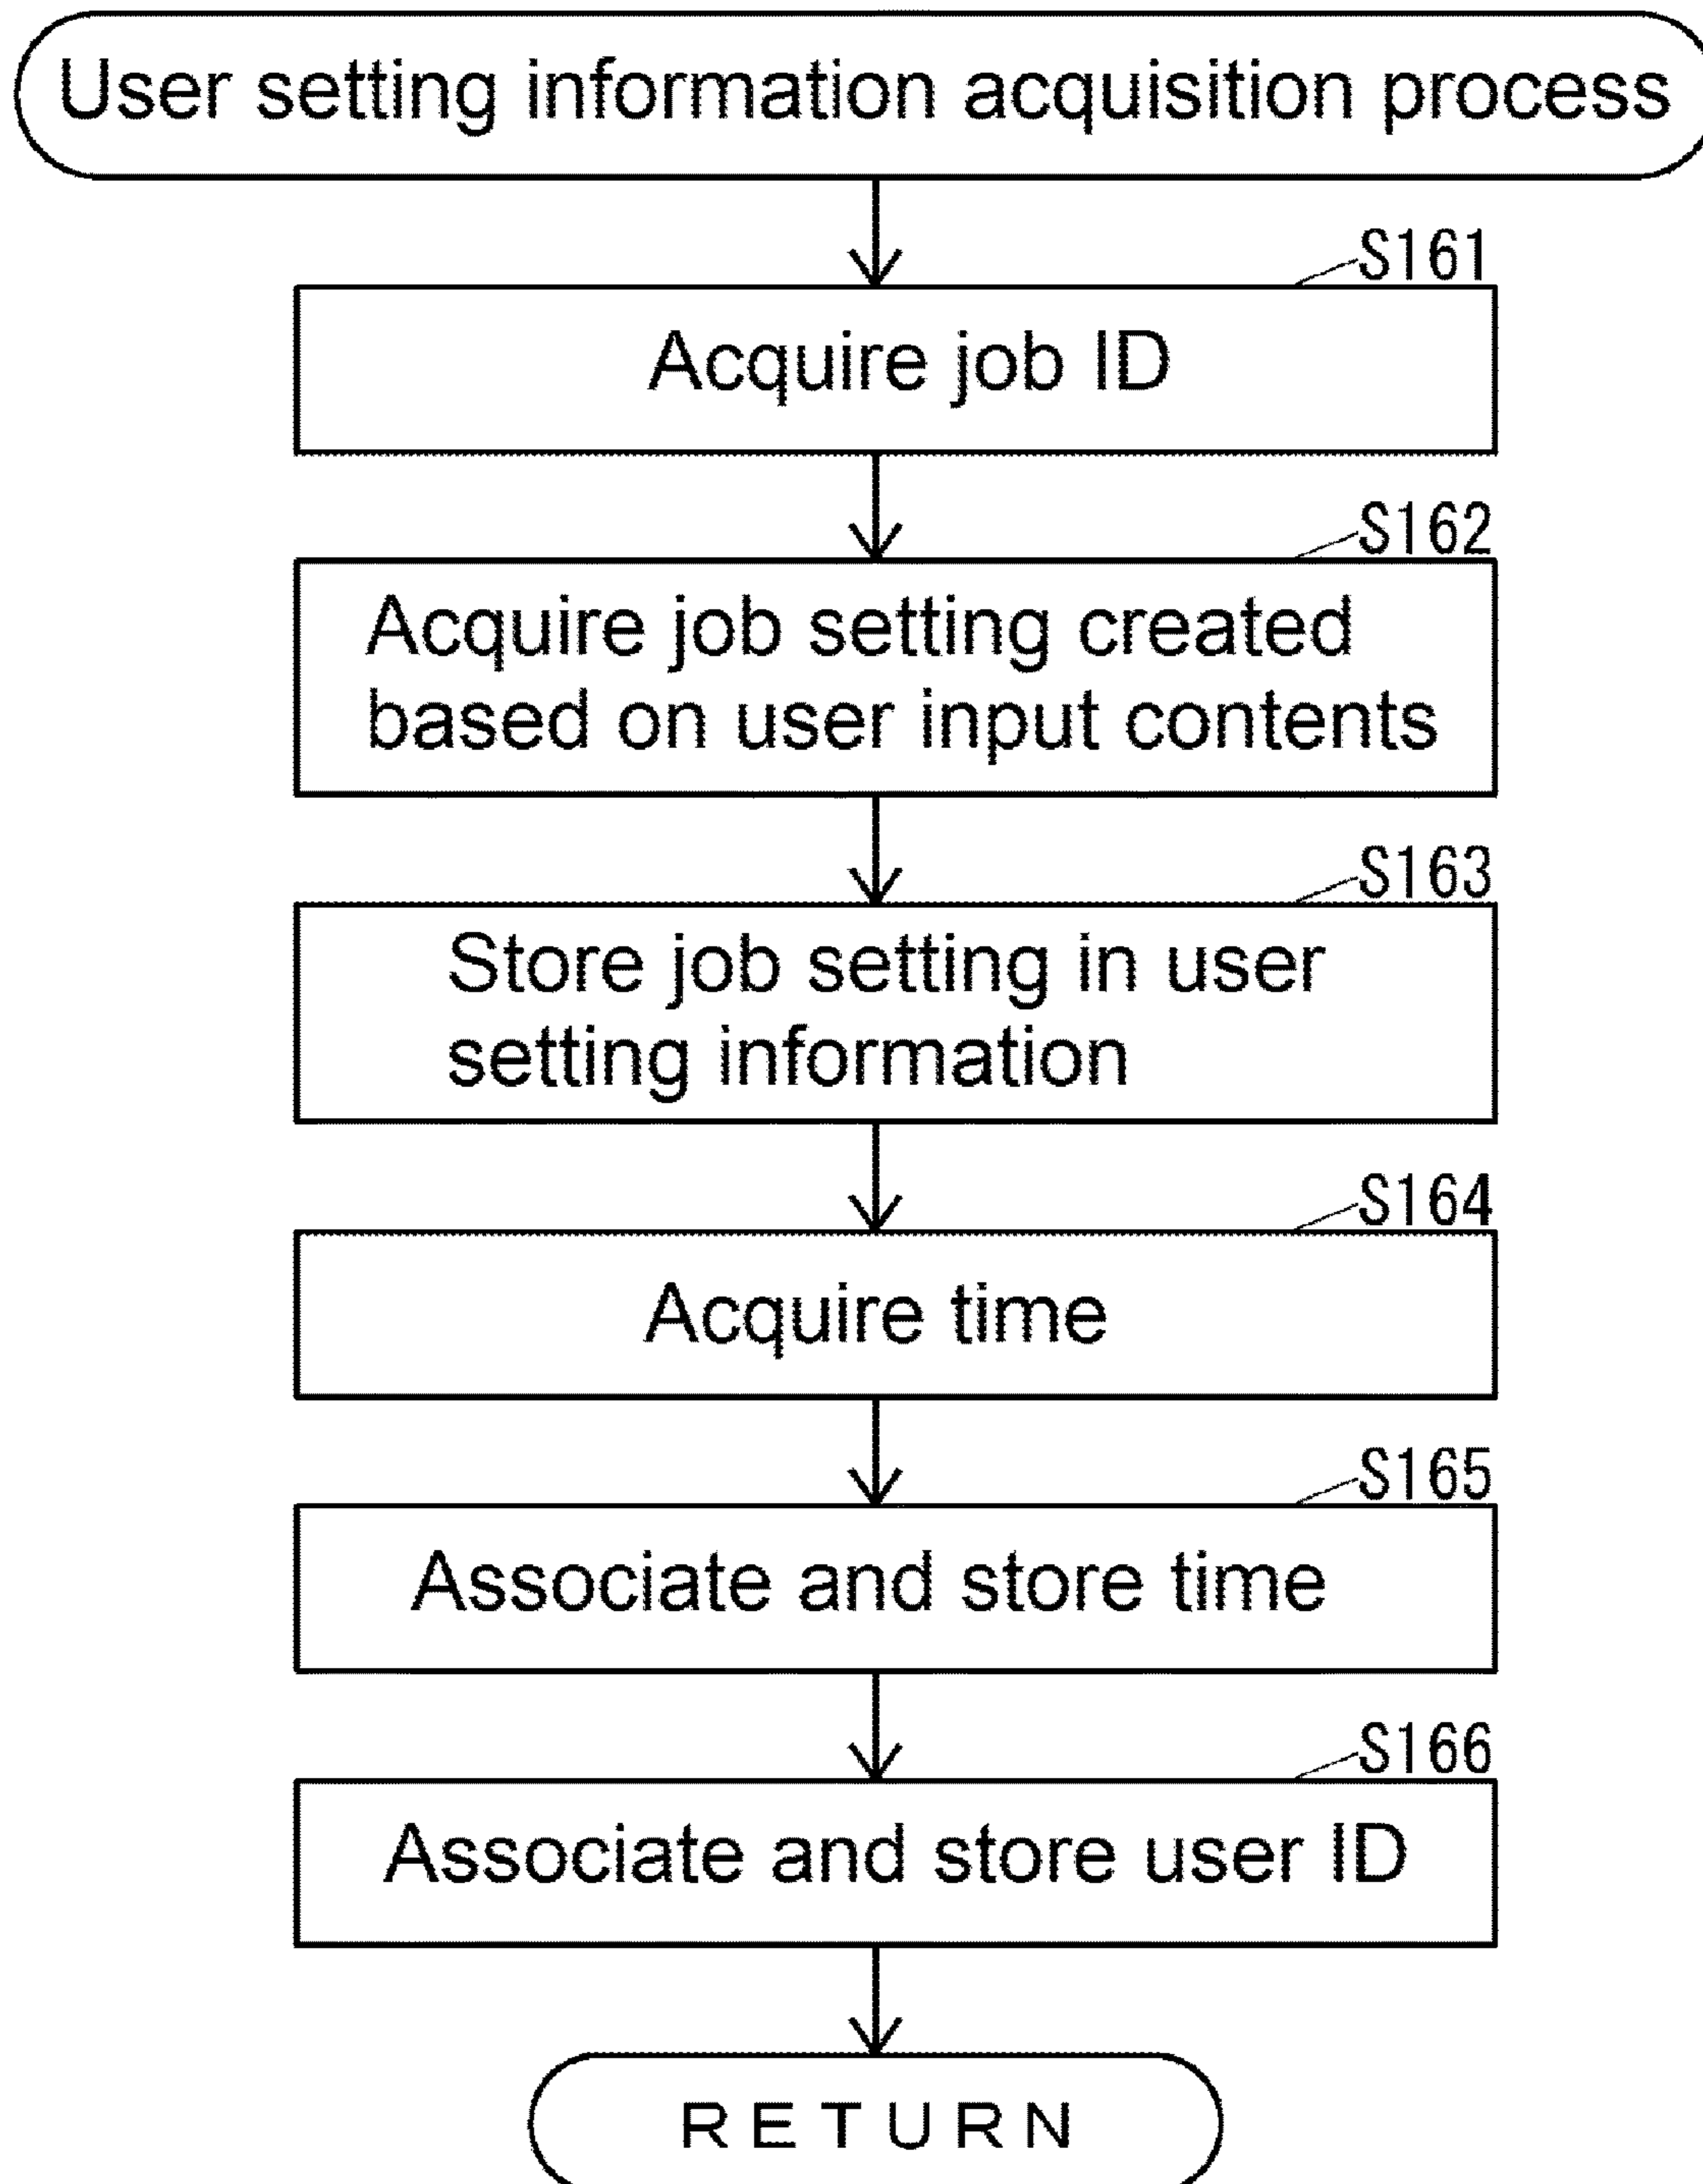 User setting information acquisition process
S161
Acquire job ID
S162
Acquire job setting created
based on user input contents
S163
Store job setting in user
setting information
S164
Acquire time
S165
Associate and store time
S166
Associate and store user ID
RETURN